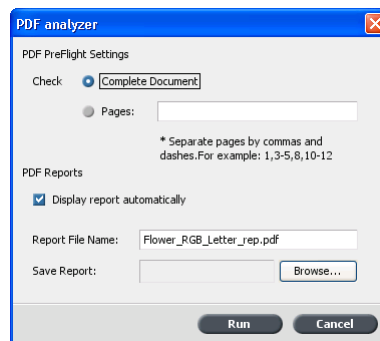 PDF analyzer
PDF PreFlight Settings
Check Complete Document
Pages:
* Separate pages by commas and
dashes.For example: 1,3-5,8,10-12
PDF Reports
Display report automatically
Report File Name: Flower_RGB_Letter_rep.pdf
Save Report: Browse...
Run Cancel